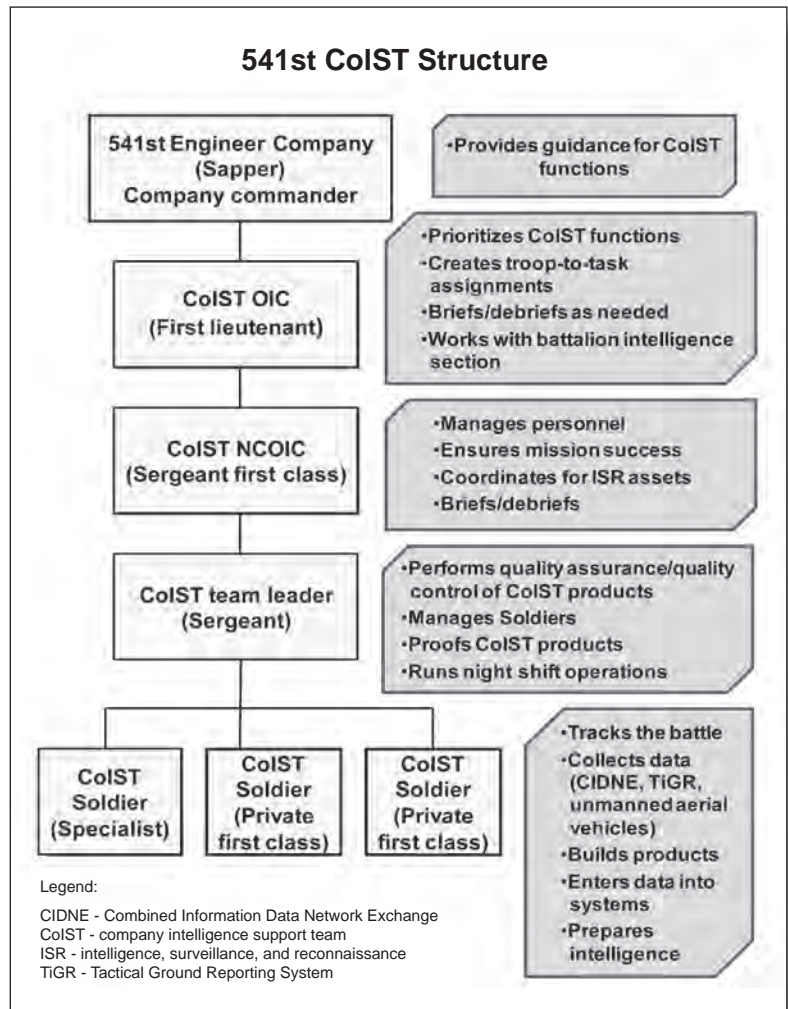 541st CoIST Structure
541st Engineer Company
(Sapper)
Company commander
•Provides guidance for CoIST
functions
CoIST OIC
(First lieutenant)
•Prioritizes CoIST functions
•Creates troop-to-task
assignments
•Briefs/debriefs as needed
•Works with battalion intelligence
section
CoIST NCOIC
(Sergeant first class)
•Manages personnel
•Ensures mission success
•Coordinates for ISR assets
•Briefs/debriefs
CoIST team leader
(Sergeant)
•Performs quality assurance/quality
control of CoIST products
•Manages Soldiers
•Proofs CoIST products
•Runs night shift operations
CoIST
Soldier
(Specialist)
CoIST
Soldier
(Private
first class)
CoIST
Soldier
(Private
first class)
•Tracks the battle
•Collects data
(CIDNE, TiGR,
unmanned aerial
vehicles)
•Builds products
•Enters data into
systems
•Prepares
intelligence
Legend:
CIDNE - Combined Information Data Network Exchange
CoIST - company intelligence support team
ISR - intelligence, surveillance, and reconnaissance
TiGR - Tactical Ground Reporting System